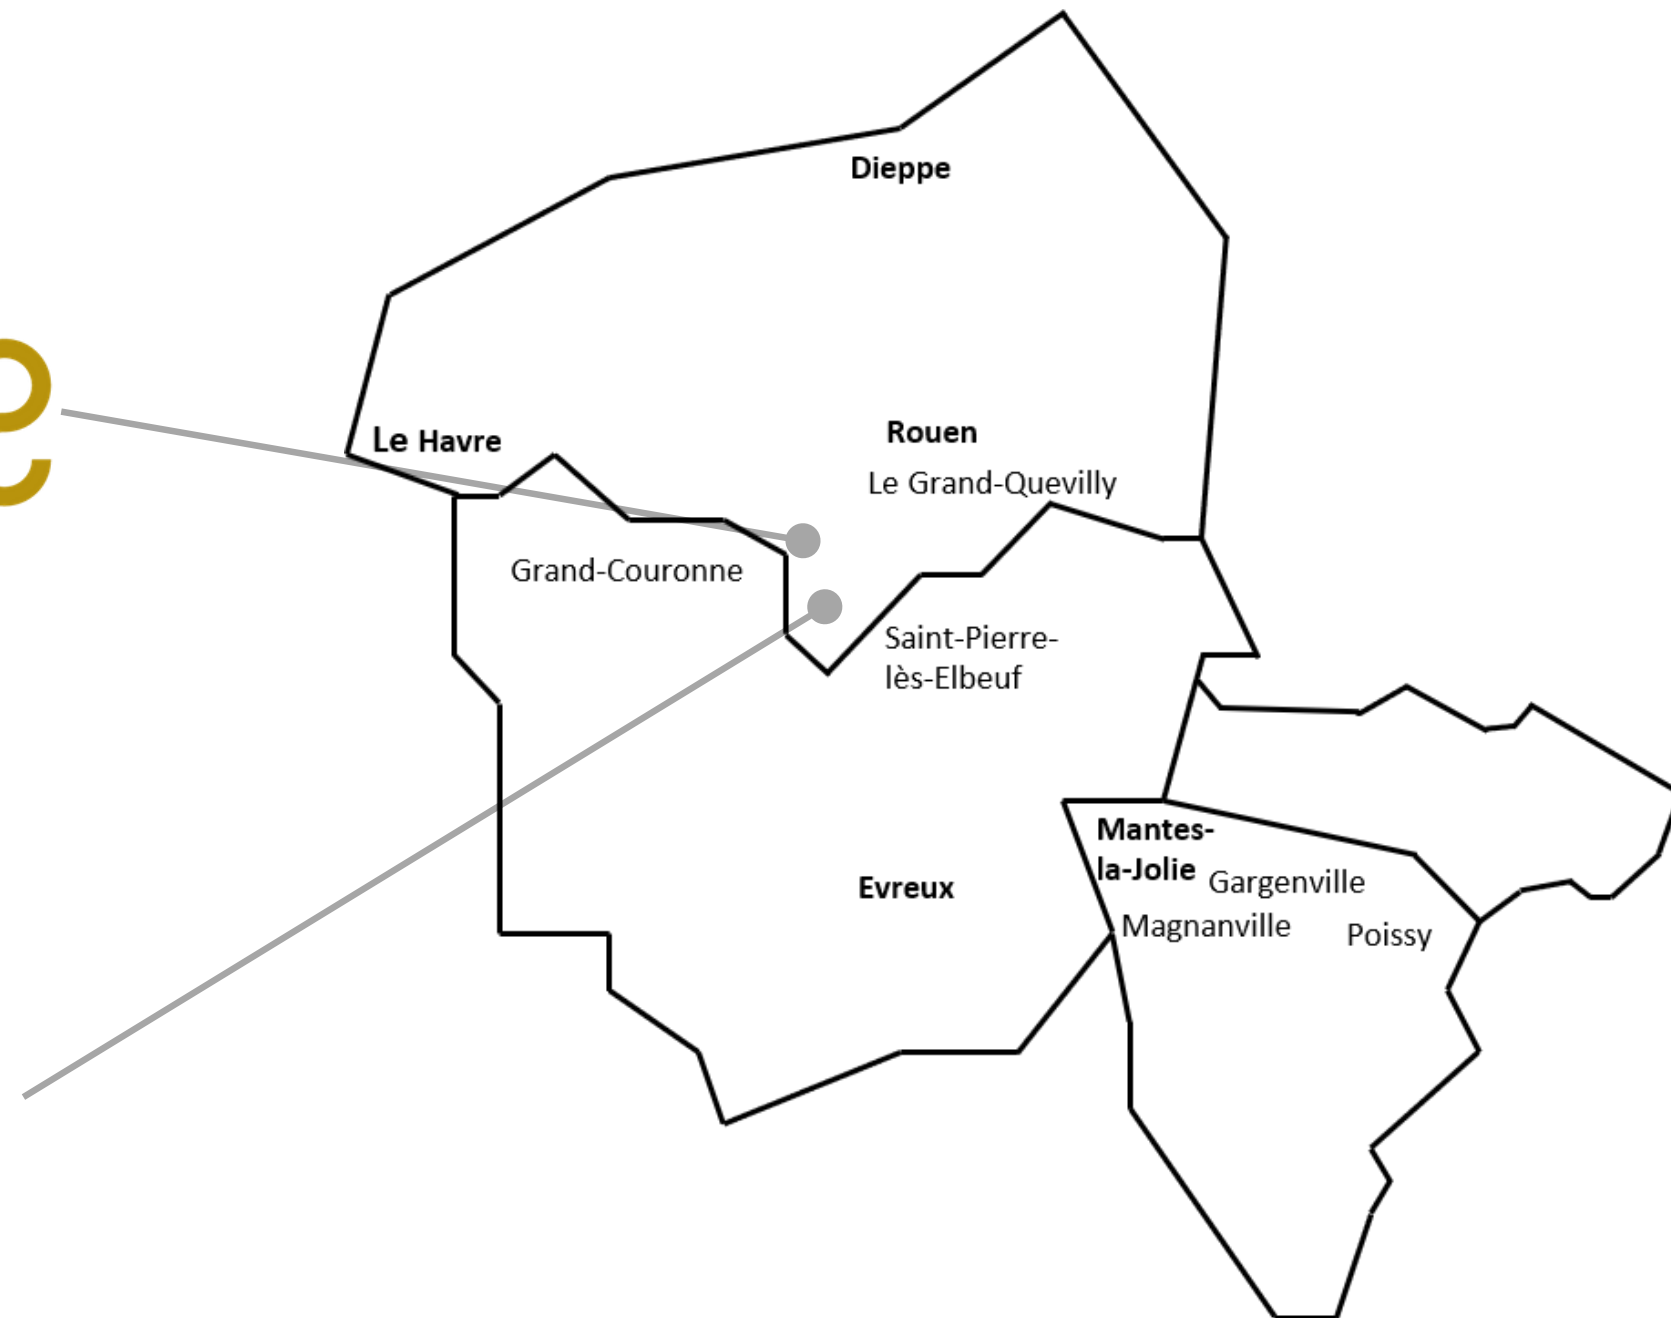 Dieppe
Le Havre
Rouen
Le Grand-Quevilly
Grand-Couronne
Saint-Pierre-
lès-Elbeuf
Mantes-
la-Jolie
Gargenville
Evreux
Magnanville
Poissy